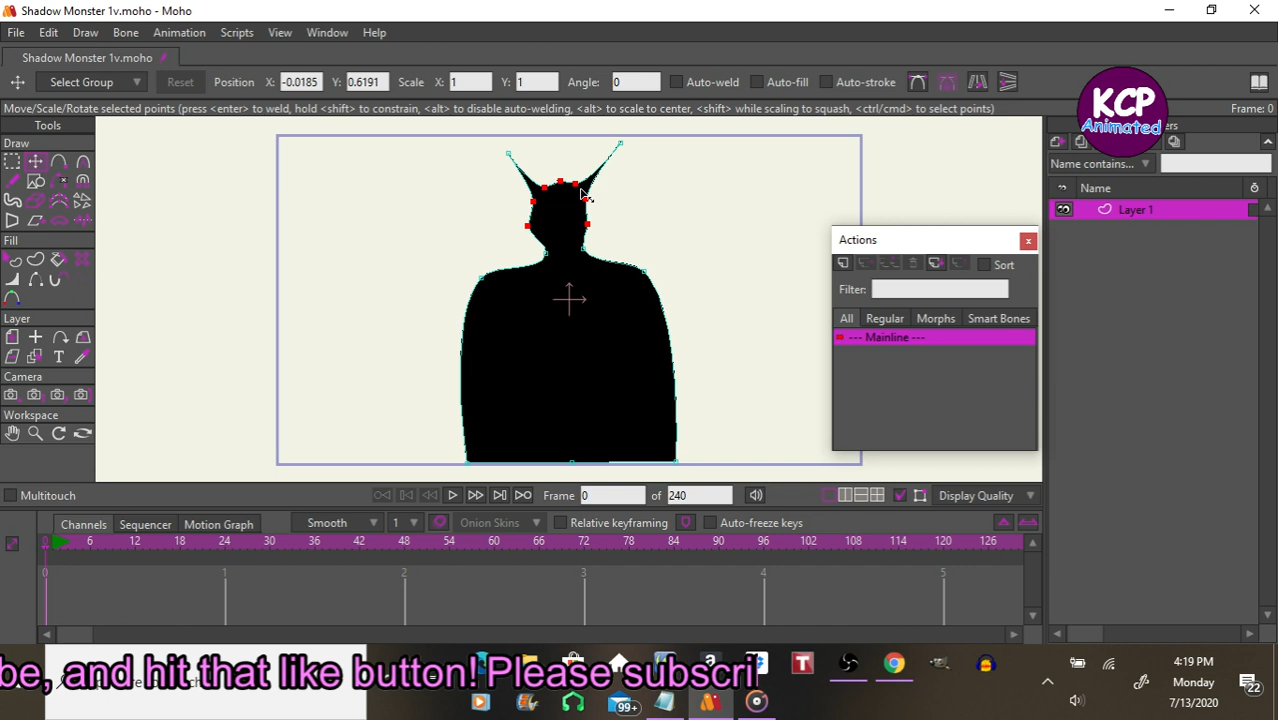 Shadow Monster 1v.moho - Moho
File Edit Draw Bone Animation Scripts View Window Help
Shadow Monster 1v.moho
Select Group Reset Position X: -0.0185 Y: 0.6191 Scale X: 1 Y: 1 Angle: 0 Auto-weld Auto-fill Auto-stroke
Move/Scale/Rotate selected points (press <enter> to weld, hold <shift> to constrain, <alt> to disable auto-welding, <alt> to scale to center, <shift> while scaling to squash, <ctrl/cmd> to select points) Frame: 0
KCP
Animated
Tools
Draw
Fill
Layer
Camera
Workspace
Name contains...
Name
Layer 1
Actions
Sort
Filter:
All Regular Morphs Smart Bones
--- Mainline ---
Multitouch Frame 0 of 240 Display Quality
Channels Sequencer Motion Graph Smooth 1 Onion Skins Relative keyframing Auto-freeze keys
0 6 12 18 24 30 36 42 48 54 60 66 72 78 84 90 96 102 108 114 120 126
0 1 2 3 4 5
be, and hit that like button! Please subscri
99+
4:19 PM
Monday
7/13/2020
22